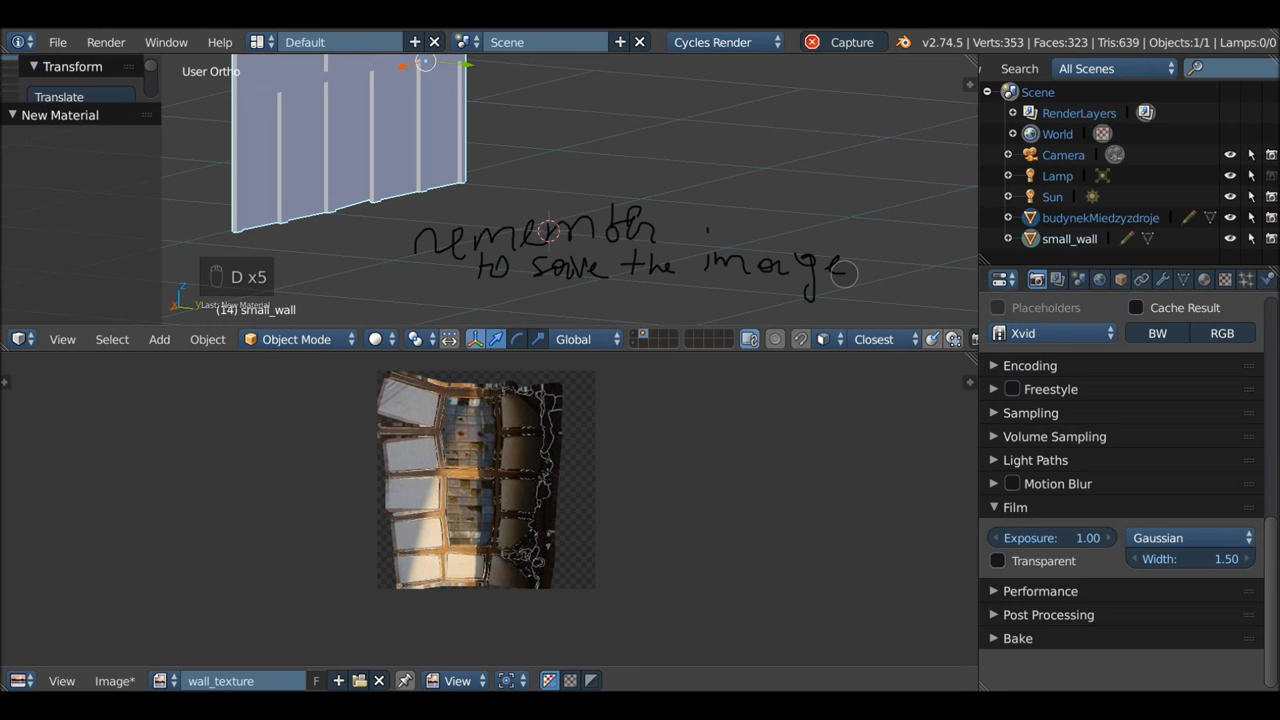 File Render Window Help Default Scene Cycles Render Capture v2.74.5 | Verts:353 | Faces:323 | Tris:639 | Objects:1/1 | Lamps:0/0
Transform
Translate
New Material
User Ortho
remembr
to save the image
D x5
Last: New Material
(14) small_wall
View Select Add Object Object Mode Global Closest
View Image* wall_texture F View
Search All Scenes
Scene
RenderLayers
World
Camera
Lamp
Sun
budynekMiedzyzdroje
small_wall
Placeholders Cache Result
Xvid BW RGB
Encoding
Freestyle
Sampling
Volume Sampling
Light Paths
Motion Blur
Film
Exposure: 1.00 Gaussian
Transparent Width: 1.50
Performance
Post Processing
Bake